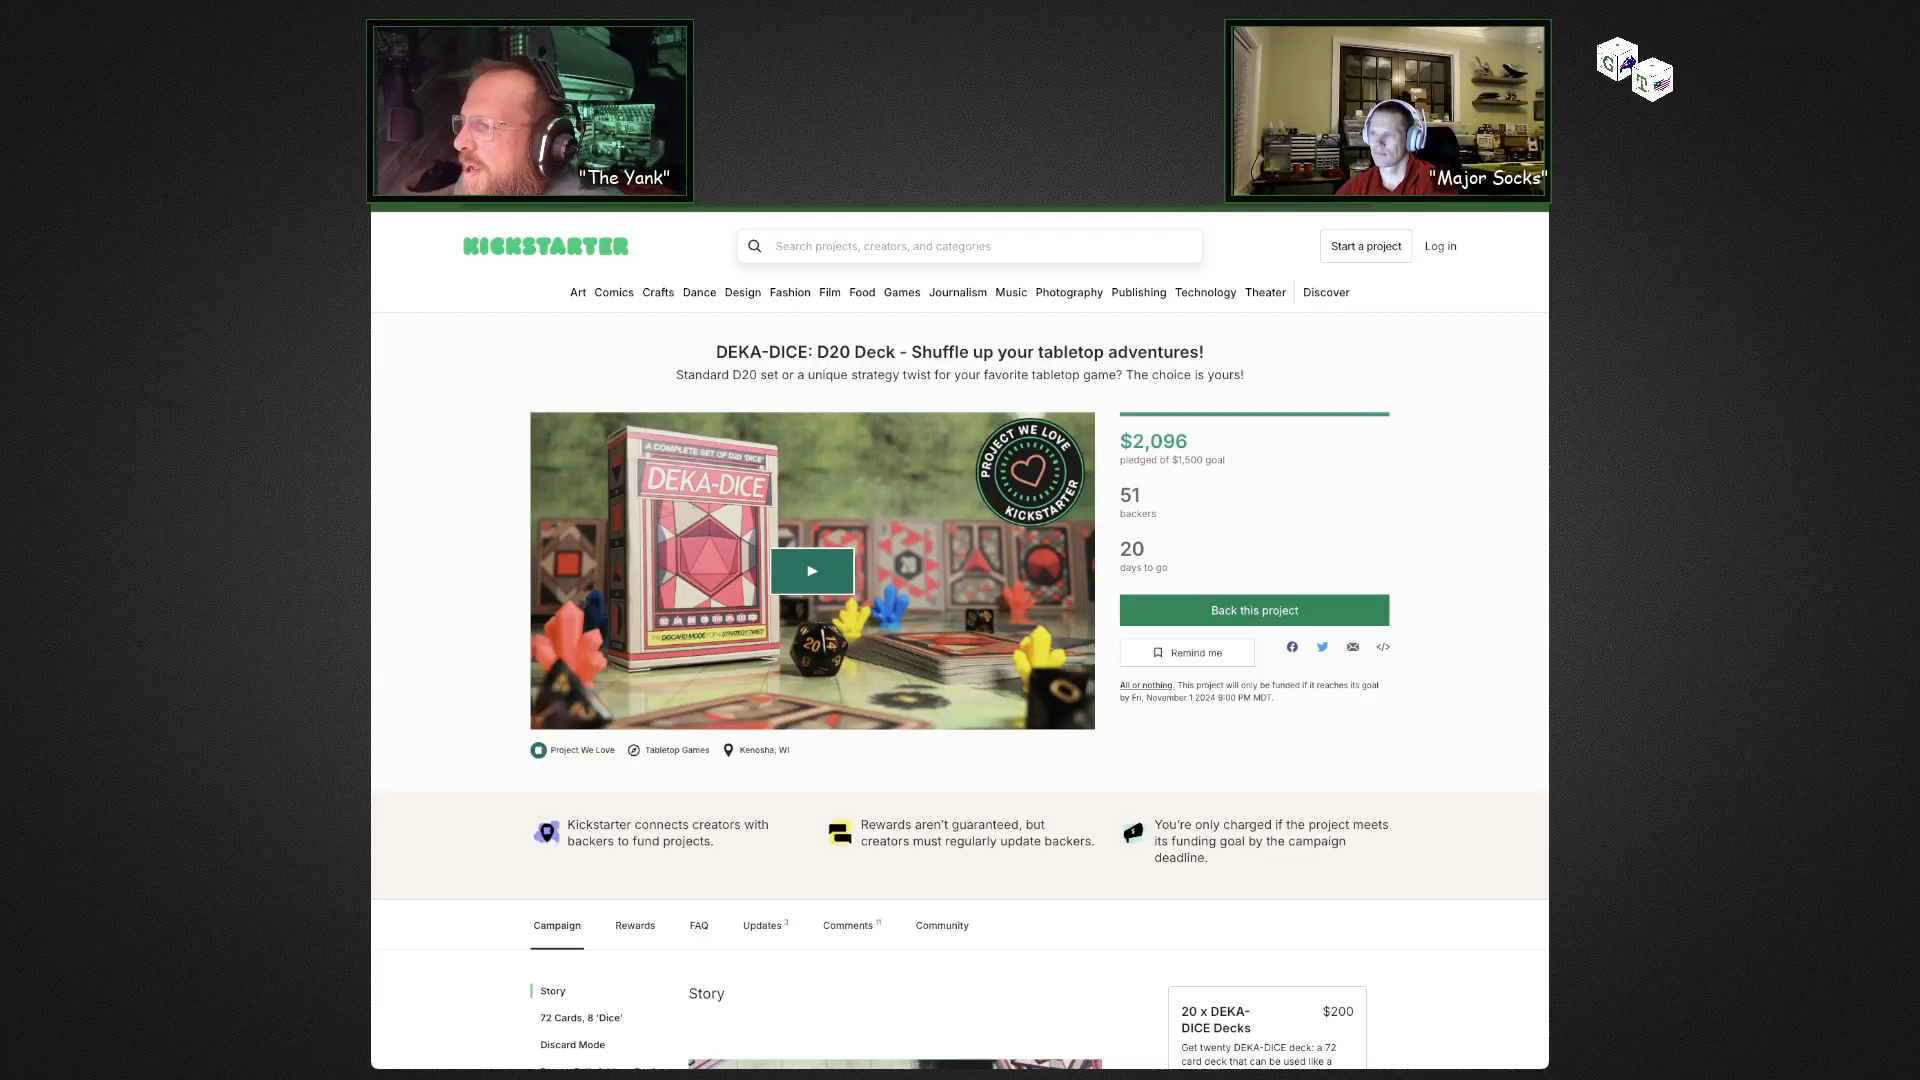 "The Yank"
"Major Socks"
G
T
KICKSTARTER
Search projects, creators, and categories
Start a project
Log in
Art Comics Crafts Dance Design Fashion Film Food Games Journalism Music Photography Publishing Technology Theater Discover
DEKA-DICE: D20 Deck - Shuffle up your tabletop adventures!
Standard D20 set or a unique strategy twist for your favorite tabletop game? The choice is yours!
A COMPLETE SET OF D20 'DICE'
DEKA-DICE
DISCARD MODE FOR A STRATEGY TWIST!
PROJECT WE LOVE
KICKSTARTER
20
20
14
$2,096
pledged of $1,500 goal
51
backers
20
days to go
Back this project
Remind me
</>
All or nothing. This project will only be funded if it reaches its goal
by Fri, November 1 2024 9:00 PM MDT.
Project We Love
Tabletop Games
Kenosha, WI
Kickstarter connects creators with
backers to fund projects.
Rewards aren't guaranteed, but
creators must regularly update backers.
You're only charged if the project meets
its funding goal by the campaign
deadline.
Campaign
Rewards
FAQ
Updates 3
Comments 11
Community
Story
72 Cards, 8 'Dice'
Discard Mode
Story
20 x DEKA-
DICE Decks
$200
Get twenty DEKA-DICE deck: a 72
card deck that can be used like a